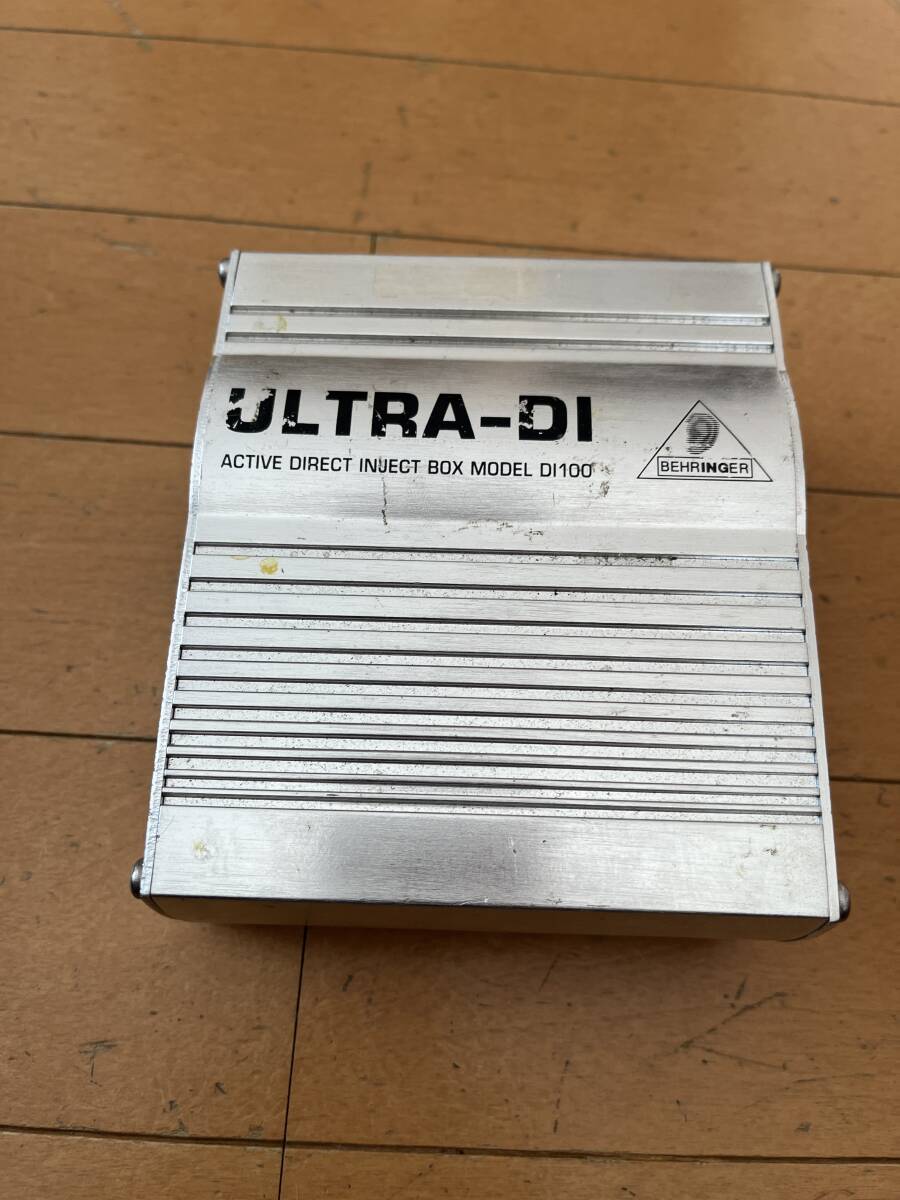 ULTRA-DI
ACTIVE DIRECT INJECT BOX MODEL DI100
BEHRINGER